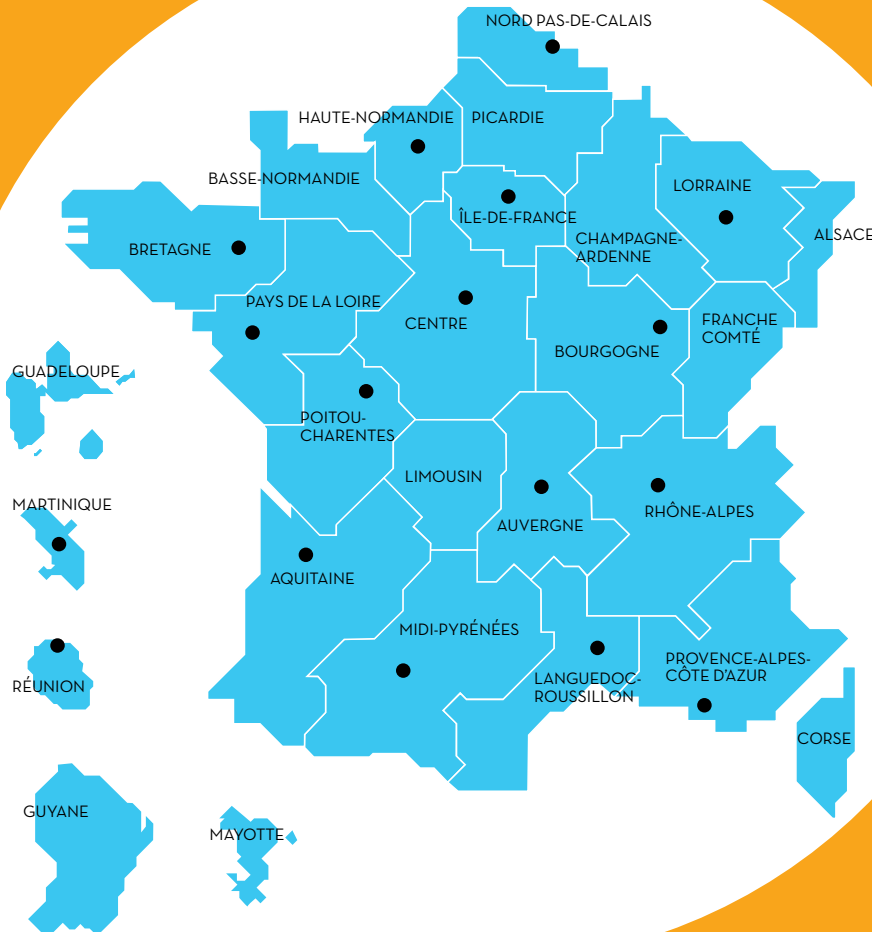 NORD PAS-DE-CALAIS
HAUTE-NORMANDIE
PICARDIE
BASSE-NORMANDIE
LORRAINE
ÎLE-DE-FRANCE
ALSACE
CHAMPAGNE-
ARDENNE
BRETAGNE
PAYS DE LA LOIRE
CENTRE
FRANCHE
COMTÉ
BOURGOGNE
GUADELOUPE
POITOU-
CHARENTES
LIMOUSIN
MARTINIQUE
RHÔNE-ALPES
AUVERGNE
AQUITAINE
MIDI-PYRÉNÉES
PROVENCE-ALPES-
CÔTE D'AZUR
LANGUEDOC-
ROUSSILLON
RÉUNION
CORSE
GUYANE
MAYOTTE